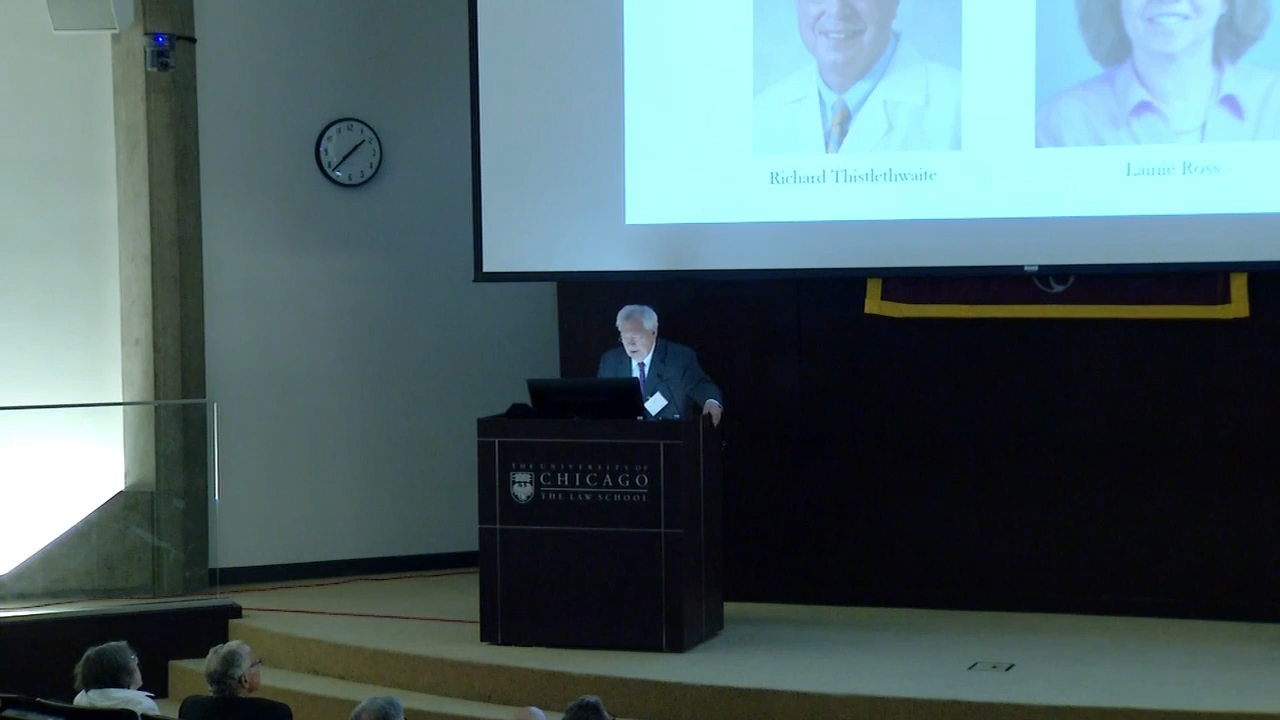 Richard Thistlethwaite
Lainie Ross
THE UNIVERSITY OF
CHICAGO
THE LAW SCHOOL